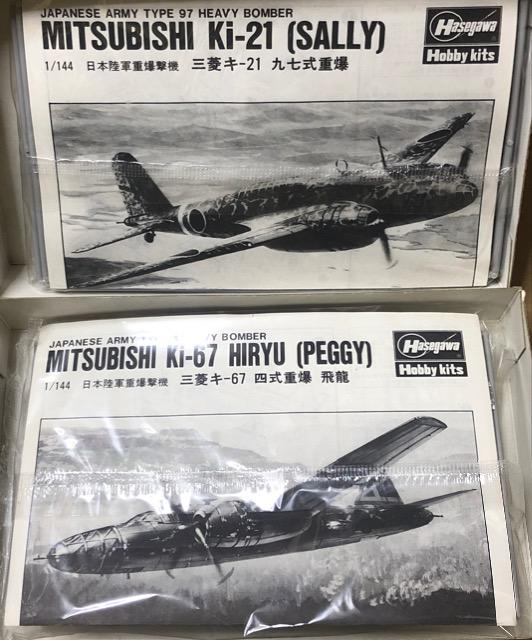 JAPANESE ARMY TYPE 97 HEAVY BOMBER
MITSUBISHI Ki-21 (SALLY)
1/144 日本陸軍重爆撃機 三菱キ-21 九七式重爆
Hasegawa
Hobby kits
JAPANESE ARMY HEAVY BOMBER
MITSUBISHI Ki-67 HIRYU (PEGGY)
1/144 日本陸軍重爆撃機 三菱キ-67 四式重爆 飛龍
Hasegawa
Hobby kits